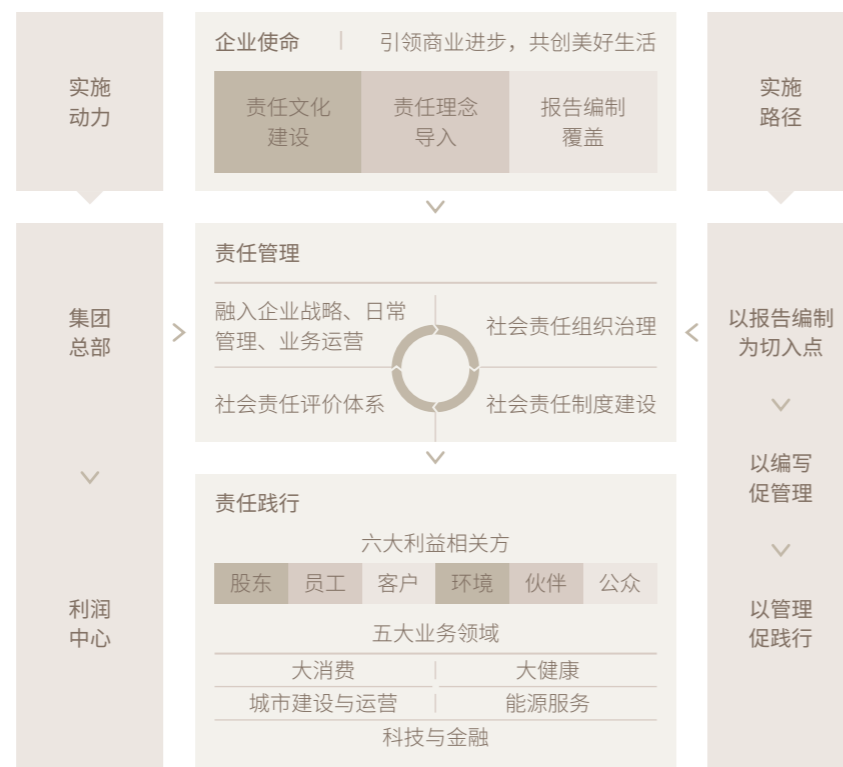 实施
动力
企业使命 | 引领商业进步，共创美好生活
责任文化
建设
责任理念
导入
报告编制
覆盖
实施
路径
集团
总部
利润
中心
责任管理
融入企业战略、日常
管理、业务运营
社会责任组织治理
社会责任评价体系
社会责任制度建设
责任践行
六大利益相关方
股东 员工 客户 环境 伙伴 公众
五大业务领域
大消费 | 大健康
城市建设与运营 | 能源服务
科技与金融
以报告编制
为切入点
以编写
促管理
以管理
促践行